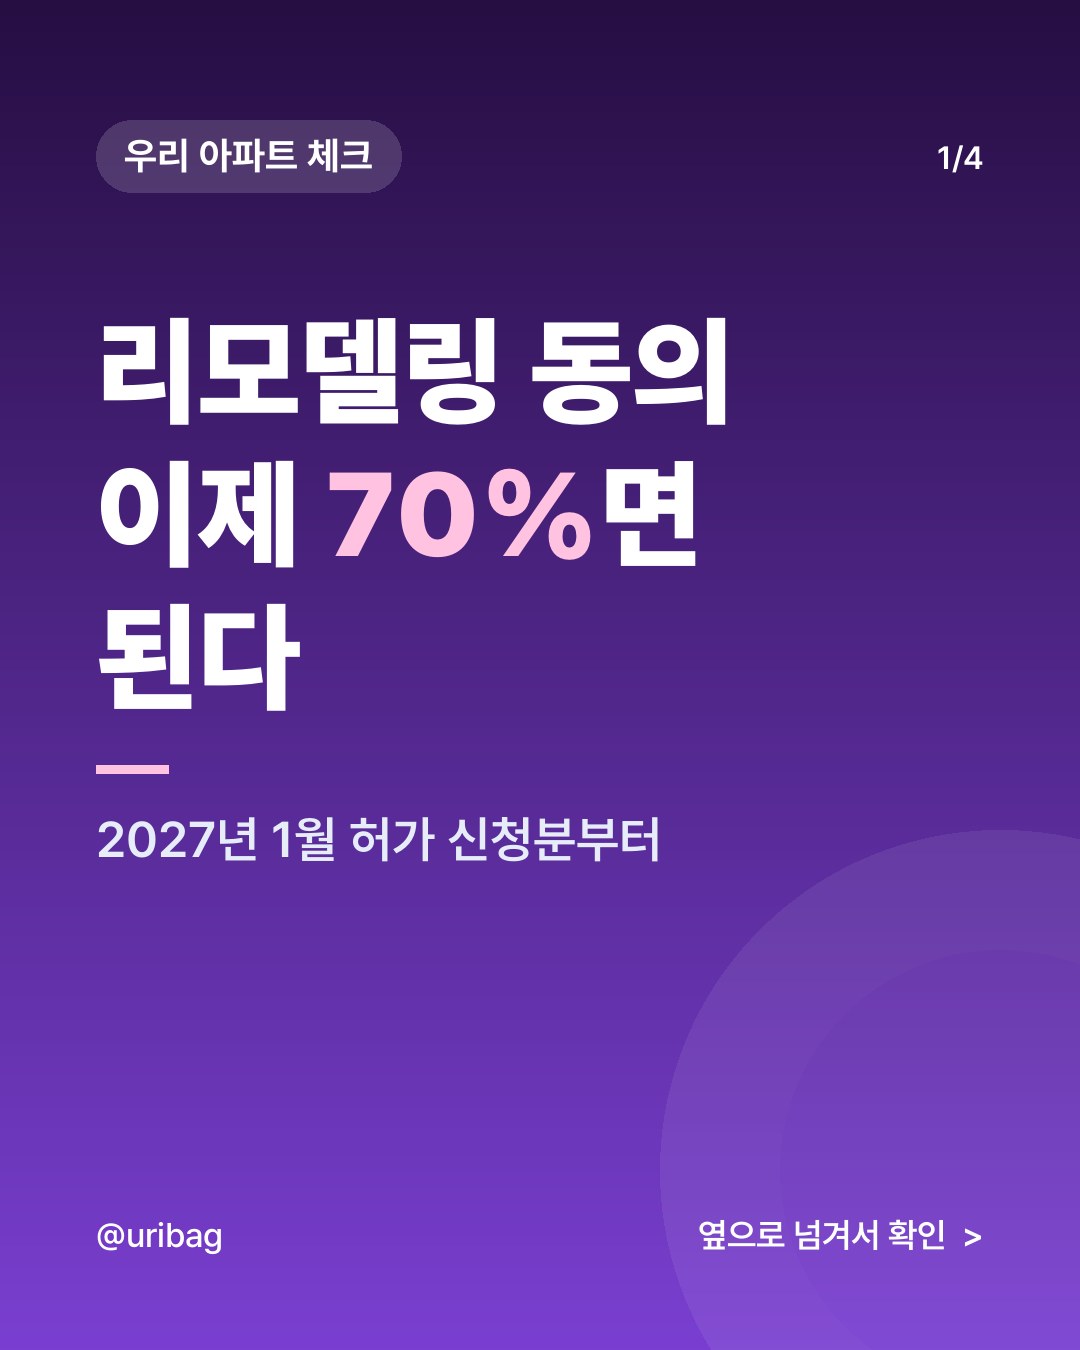 우리 아파트 체크
1/4
리모델링 동의
이제 70%면
된다
2027년 1월 허가 신청분부터
@uribag
옆으로 넘겨서 확인 >